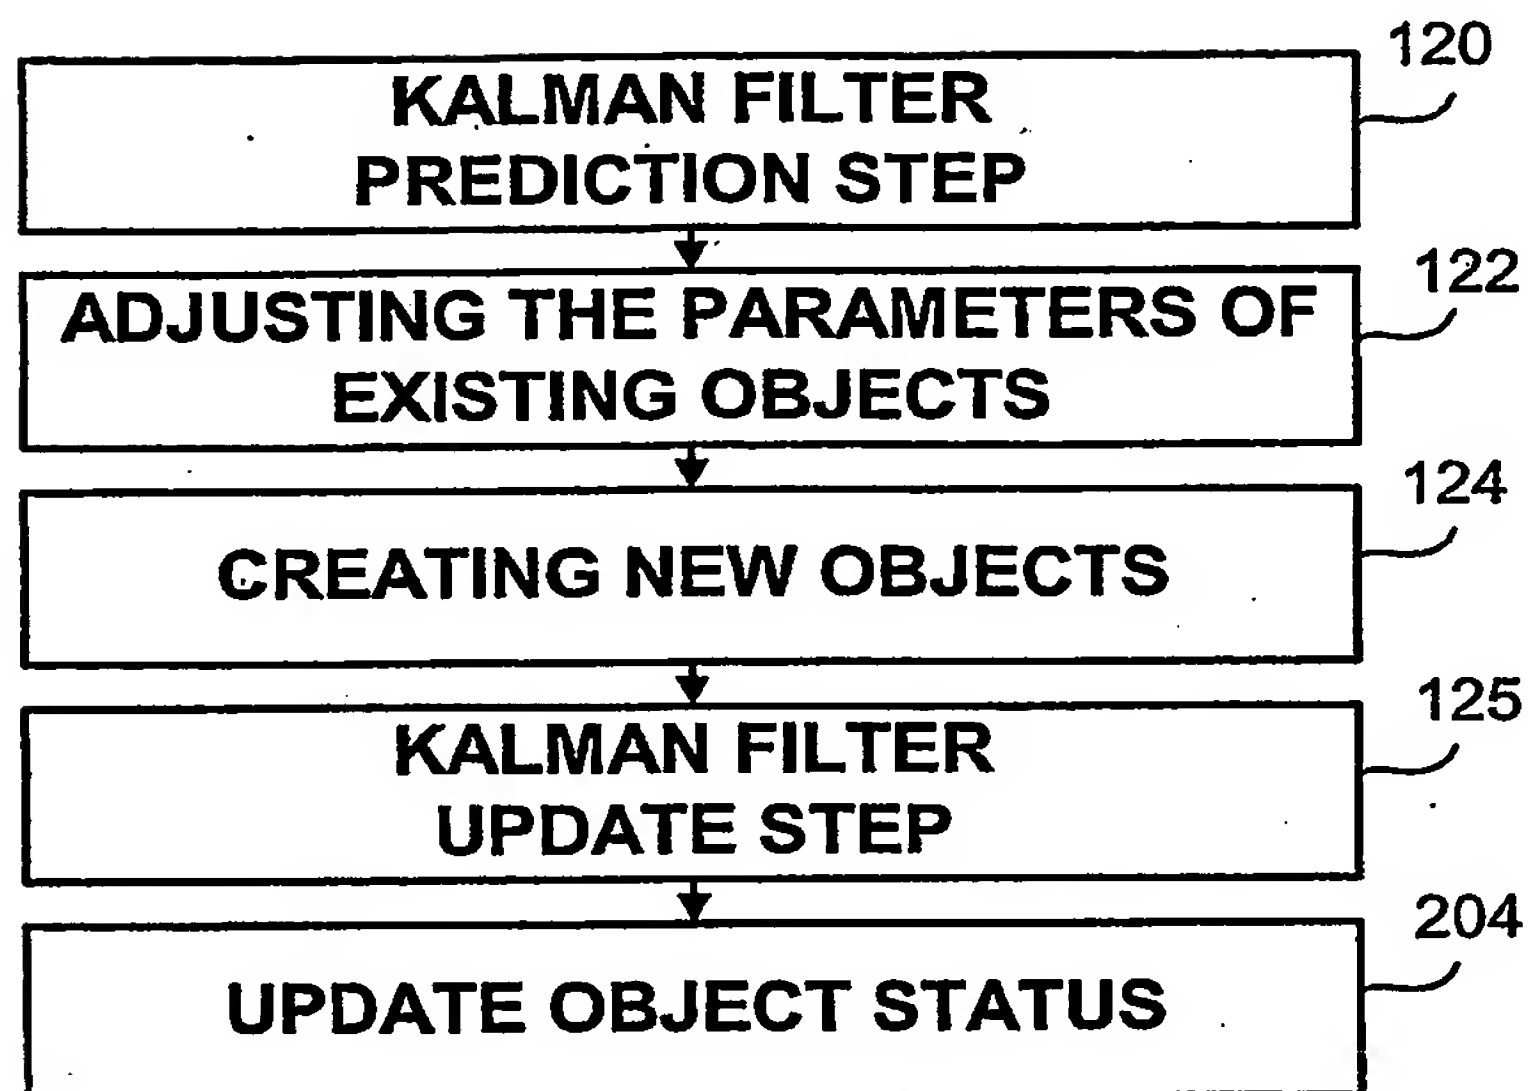 120
KALMAN FILTER
PREDICTION STEP
122
ADJUSTING THE PARAMETERS OF
EXISTING OBJECTS
124
CREATING NEW OBJECTS
125
KALMAN FILTER
UPDATE STEP
204
UPDATE OBJECT STATUS